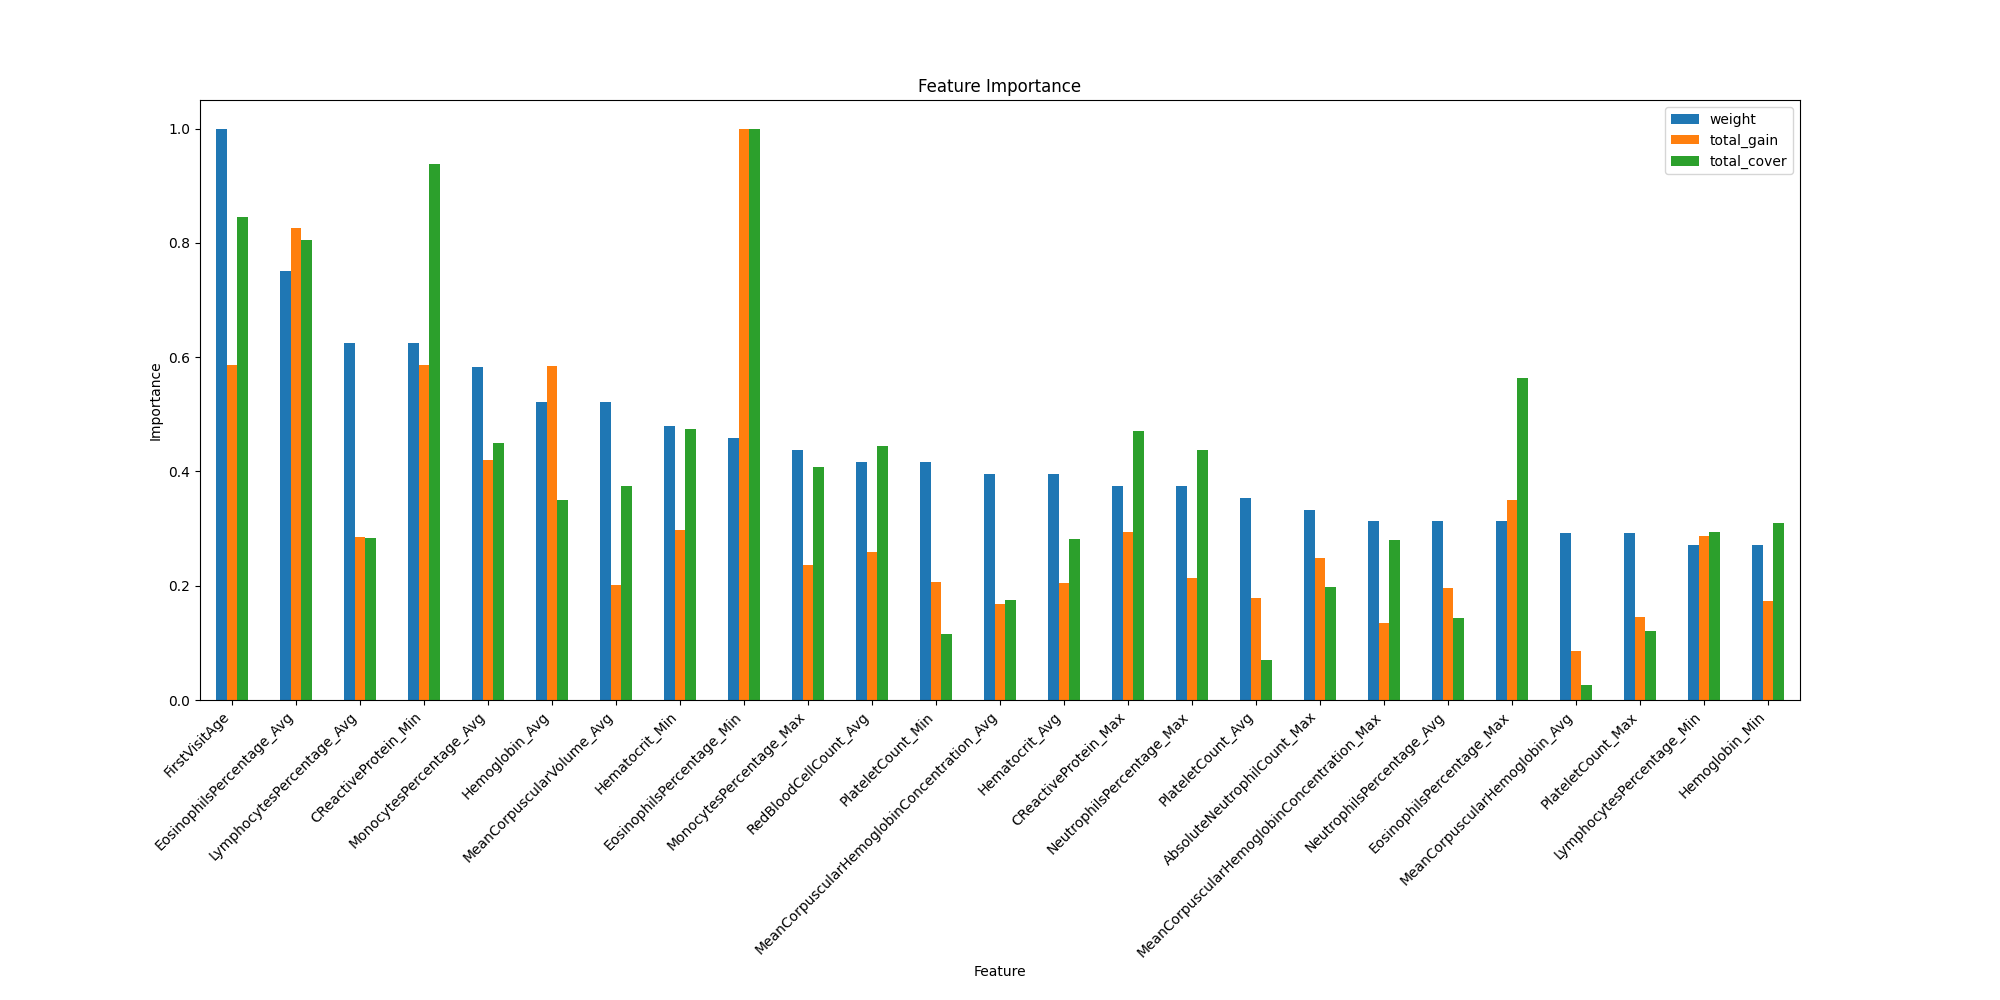 Feature Importance
weight
total_gain
total_cover
Importance
1.0
0.8
0.6
0.4
0.2
0.0
FirstVisitAge
EosinophilsPercentage_Avg
LymphocytesPercentage_Avg
CReactiveProtein_Min
MonocytesPercentage_Avg
Hemoglobin_Avg
MeanCorpuscularVolume_Avg
Hematocrit_Min
EosinophilsPercentage_Min
MonocytesPercentage_Max
RedBloodCellCount_Avg
PlateletCount_Min
MeanCorpuscularHemoglobinConcentration_Avg
Hematocrit_Avg
CReactiveProtein_Max
NeutrophilsPercentage_Max
PlateletCount_Avg
AbsoluteNeutrophilCount_Max
MeanCorpuscularHemoglobinConcentration_Max
NeutrophilsPercentage_Avg
EosinophilsPercentage_Max
MeanCorpuscularHemoglobin_Avg
PlateletCount_Max
LymphocytesPercentage_Min
Hemoglobin_Min
Feature